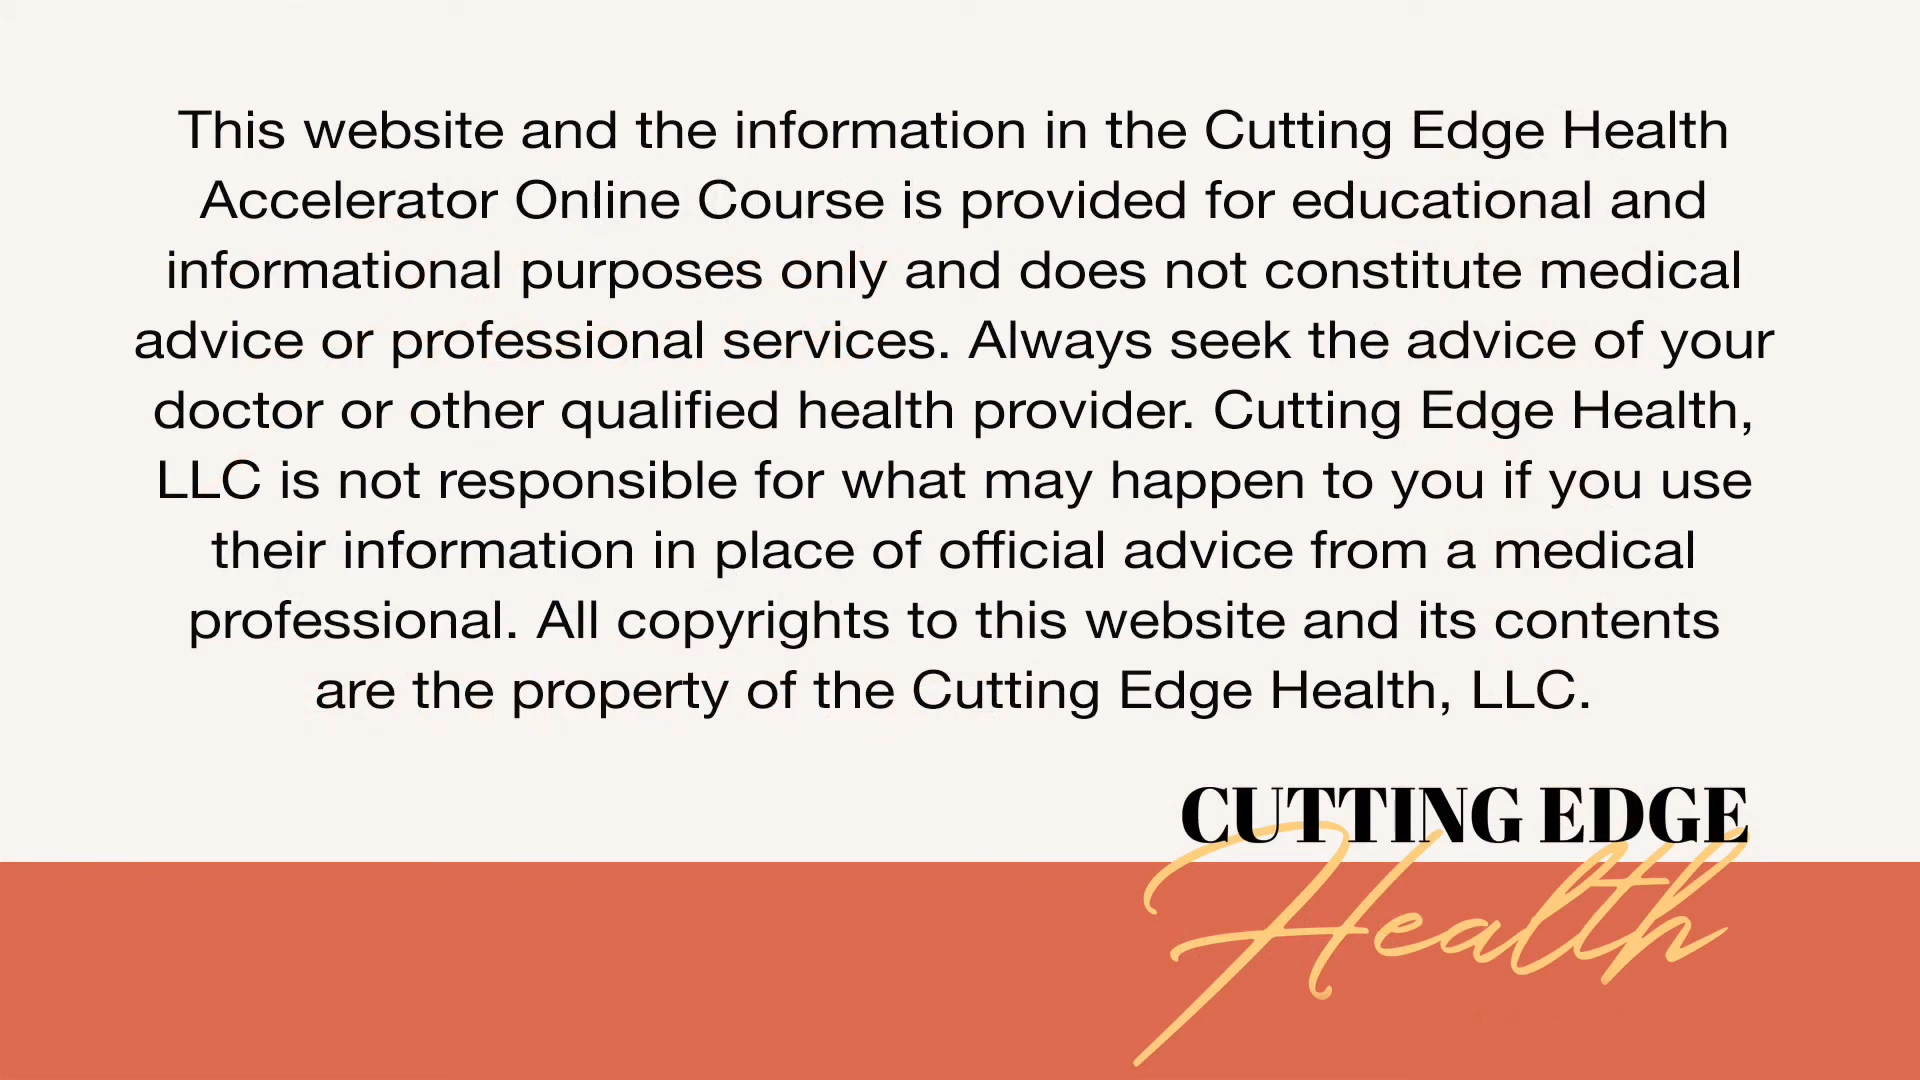 This website and the information in the Cutting Edge Health
Accelerator Online Course is provided for educational and
informational purposes only and does not constitute medical
advice or professional services. Always seek the advice of your
doctor or other qualified health provider. Cutting Edge Health,
LLC is not responsible for what may happen to you if you use
their information in place of official advice from a medical
professional. All copyrights to this website and its contents
are the property of the Cutting Edge Health, LLC.
CUTTING EDGE
Health